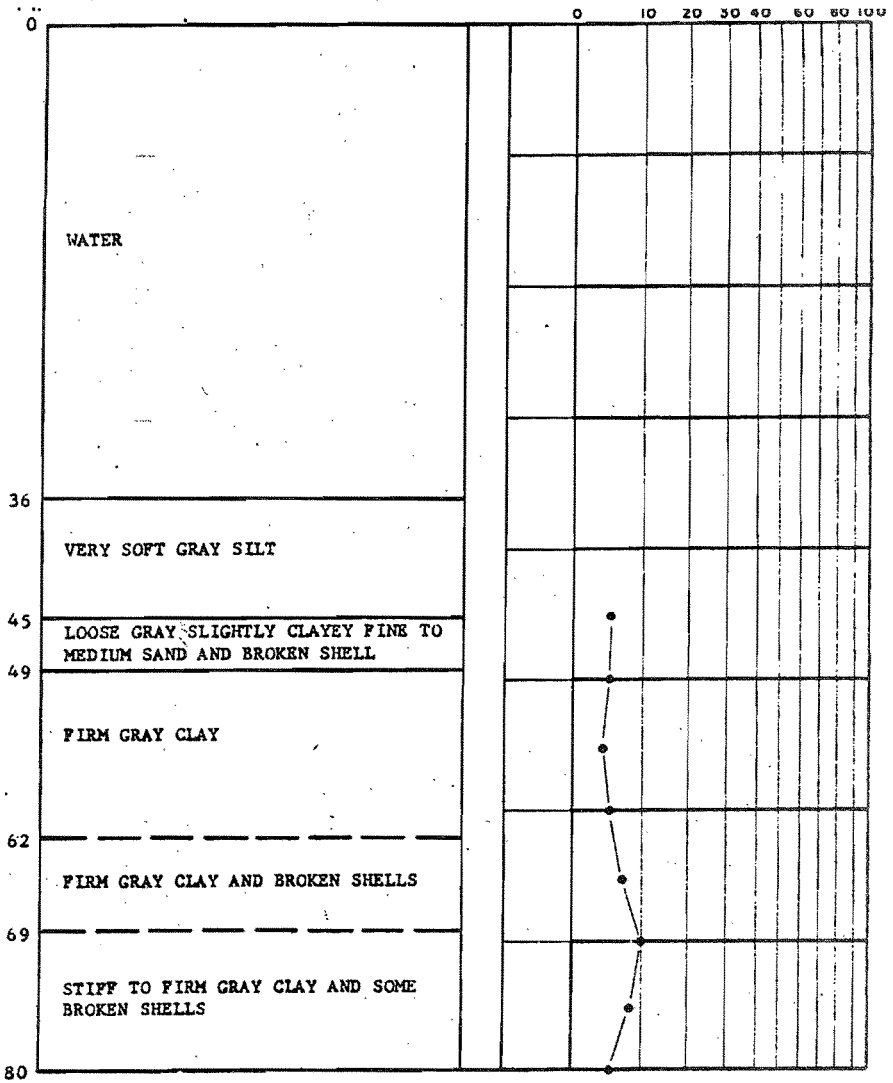 0 10 20 30 40 60 80 100
0
WATER
36
VERY SOFT GRAY SILT
45
LOOSE GRAY SLIGHTLY CLAYEY FINE TO
MEDIUM SAND AND BROKEN SHELL
49
FIRM GRAY CLAY
62
FIRM GRAY CLAY AND BROKEN SHELLS
69
STIFF TO FIRM GRAY CLAY AND SOME
BROKEN SHELLS
80